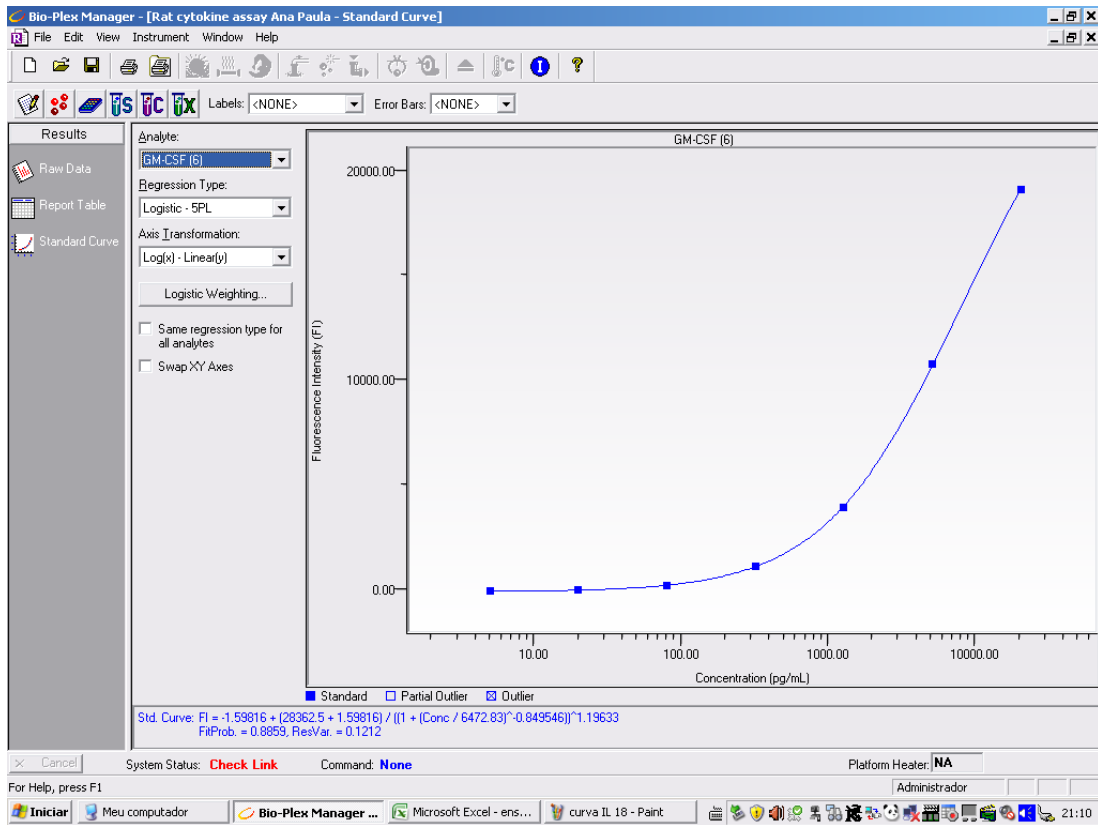 Bio-Plex Manager - [Rat cytokine assay Ana Paula - Standard Curve]
File Edit View Instrument Window Help
Labels: <NONE> Error Bars: <NONE>
Results
Raw Data
Report Table
Standard Curve
Analyte:
GM-CSF (6)
Regression Type:
Logistic - 5PL
Axis Transformation:
Log(x) - Linear(y)
Logistic Weighting...
Same regression type for
all analytes
Swap XY Axes
GM-CSF (6)
Fluorescence Intensity (FI)
20000.00
10000.00
0.00
10.00 100.00 1000.00 10000.00
Concentration (pg/mL)
Standard Partial Outlier Outlier
Std. Curve: FI = -1.59816 + (28362.5 + 1.59816) / ((1 + (Conc / 6472.83)^-0.849546))^1.19633
FitProb. = 0.8859, ResVar. = 0.1212
Cancel System Status: Check Link Command: None Platform Heater: NA
For Help, press F1 Administrador
Iniciar Meu computador Bio-Plex Manager ... Microsoft Excel - ens... curva IL 18 - Paint 21:10